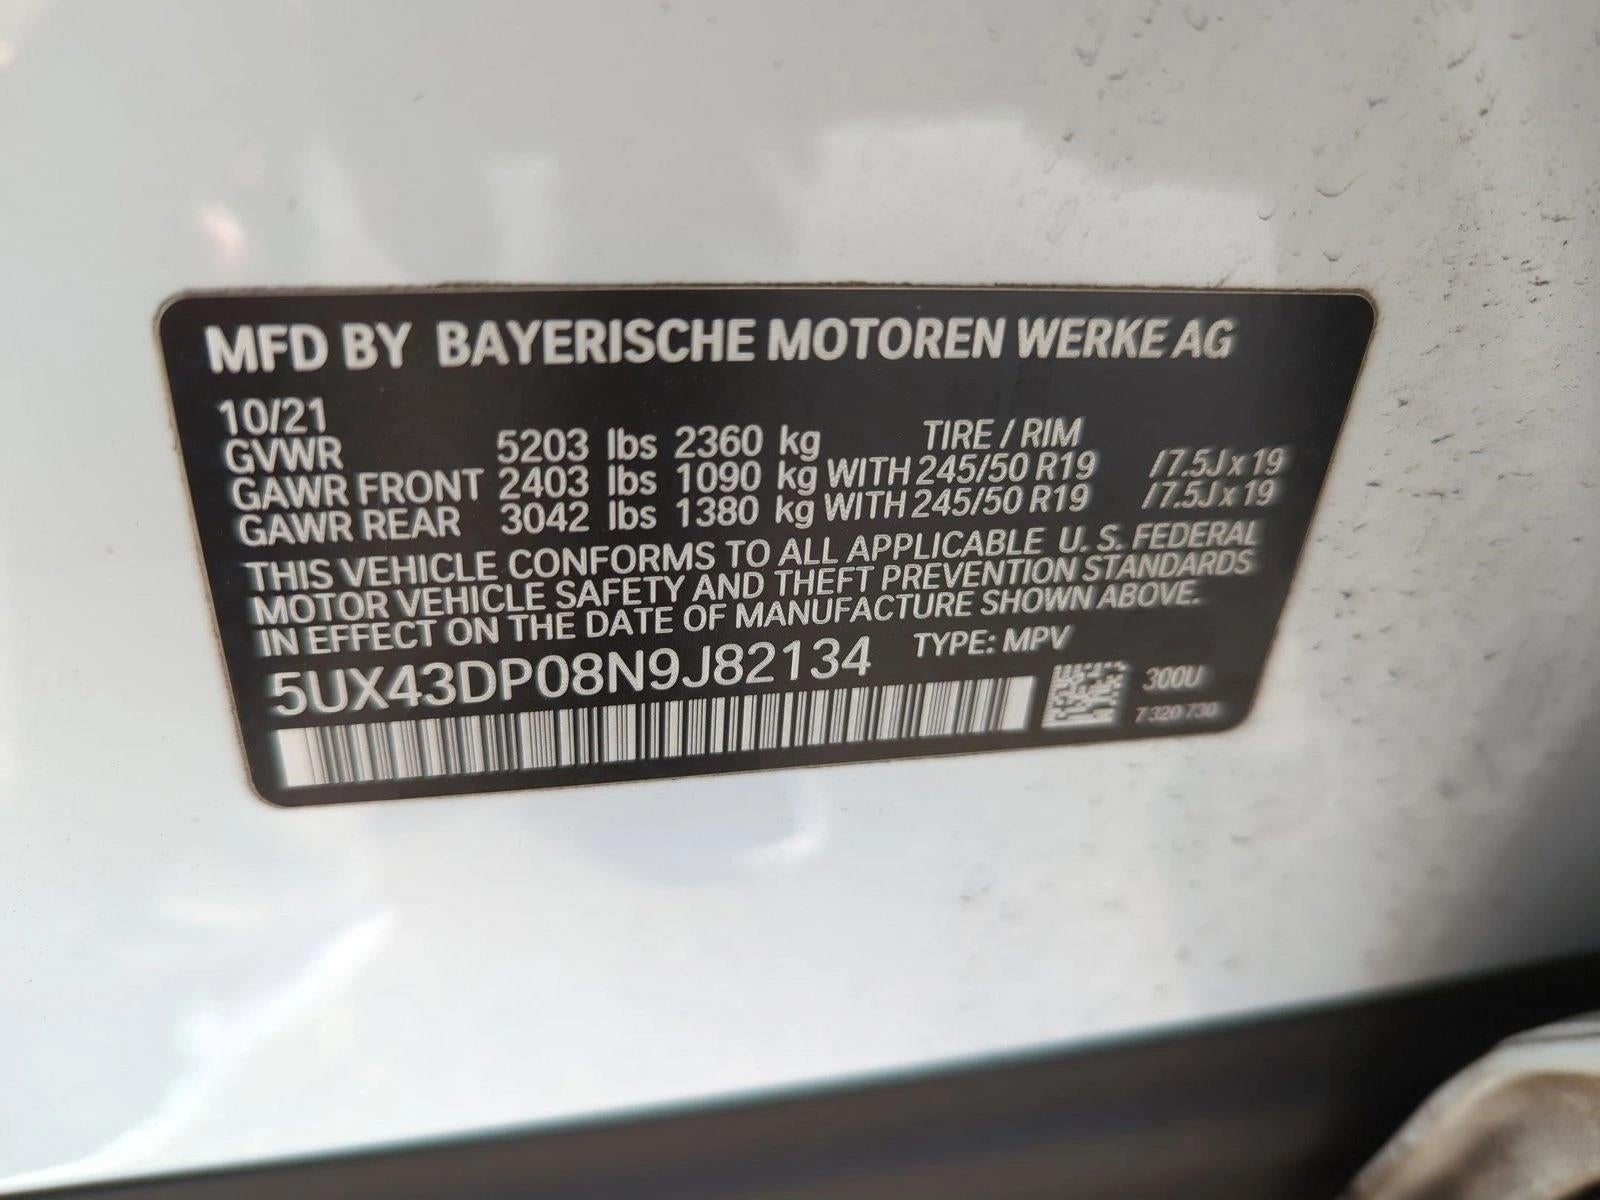 MFD BY BAYERISCHE MOTOREN WERKE AG
10/21
TIRE / RIM
GVWR 5203 lbs 2360 kg
GAWR FRONT 2403 lbs 1090 kg WITH 245/50 R19 /7.5J x 19
GAWR REAR 3042 lbs 1380 kg WITH 245/50 R19 /7.5J x 19
THIS VEHICLE CONFORMS TO ALL APPLICABLE U. S. FEDERAL
MOTOR VEHICLE SAFETY AND THEFT PREVENTION STANDARDS
IN EFFECT ON THE DATE OF MANUFACTURE SHOWN ABOVE.
5UX43DP08N9J82134 TYPE: MPV
300U
7 320 730